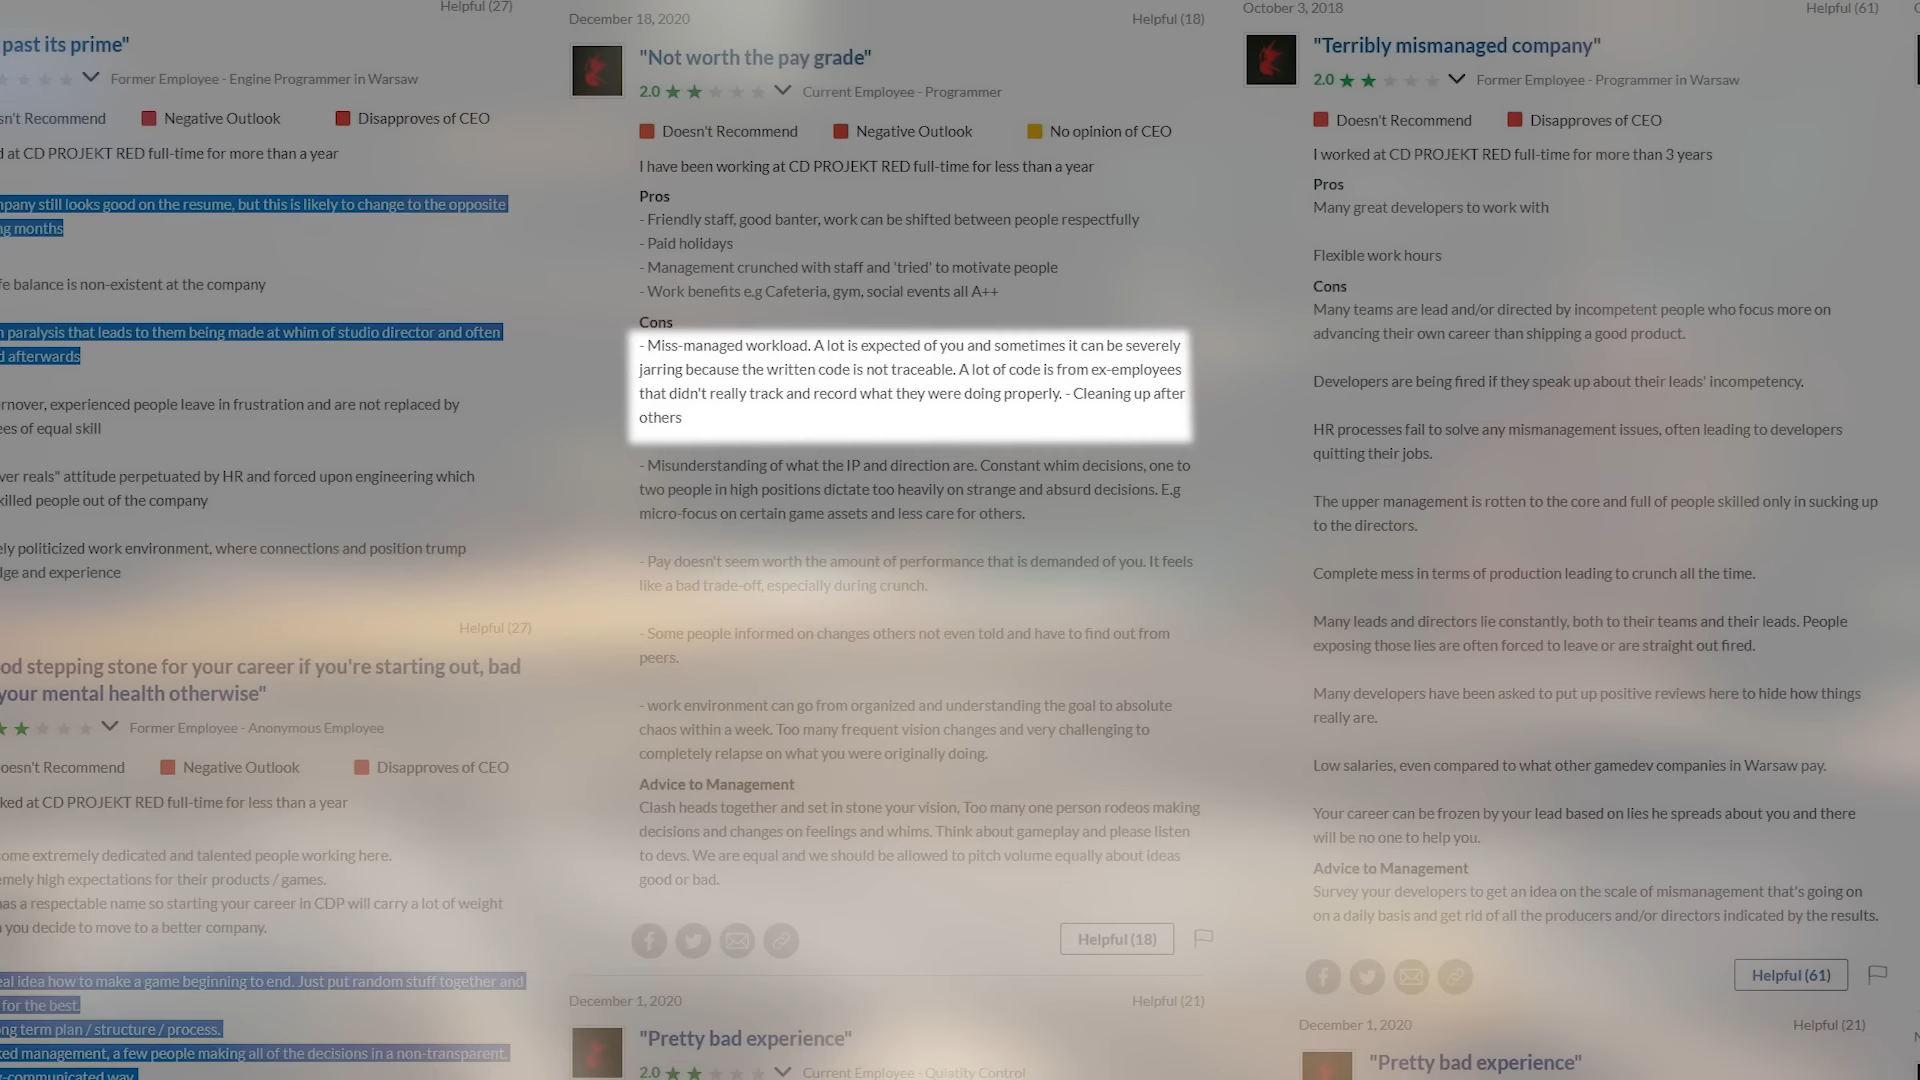 Helpful (27)
past its prime"
Former Employee - Engine Programmer in Warsaw
sn't Recommend Negative Outlook Disapproves of CEO
d at CD PROJEKT RED full-time for more than a year
mpany still looks good on the resume, but this is likely to change to the opposite
ng months
fe balance is non-existent at the company
n paralysis that leads to them being made at whim of studio director and often
d afterwards
rnover, experienced people leave in frustration and are not replaced by
ees of equal skill
ver reals" attitude perpetuated by HR and forced upon engineering which
killed people out of the company
ely politicized work environment, where connections and position trump
dge and experience
Helpful (27)
od stepping stone for your career if you're starting out, bad
your mental health otherwise"
Former Employee - Anonymous Employee
oesn't Recommend Negative Outlook Disapproves of CEO
ked at CD PROJEKT RED full-time for less than a year
ome extremely dedicated and talented people working here.
emely high expectations for their products / games.
has a respectable name so starting your career in CDP will carry a lot of weight
you decide to move to a better company.
eal idea how to make a game beginning to end. Just put random stuff together and
for the best.
ong term plan / structure / process.
ked management, a few people making all of the decisions in a non-transparent,
y-communicated way.
December 18, 2020 Helpful (18)
"Not worth the pay grade"
2.0 Current Employee - Programmer
Doesn't Recommend Negative Outlook No opinion of CEO
I have been working at CD PROJEKT RED full-time for less than a year
Pros
- Friendly staff, good banter, work can be shifted between people respectfully
- Paid holidays
- Management crunched with staff and 'tried' to motivate people
- Work benefits e.g Cafeteria, gym, social events all A++
Cons
- Miss-managed workload. A lot is expected of you and sometimes it can be severely
jarring because the written code is not traceable. A lot of code is from ex-employees
that didn't really track and record what they were doing properly. - Cleaning up after
others
- Misunderstanding of what the IP and direction are. Constant whim decisions, one to
two people in high positions dictate too heavily on strange and absurd decisions. E.g
micro-focus on certain game assets and less care for others.
- Pay doesn't seem worth the amount of performance that is demanded of you. It feels
like a bad trade-off, especially during crunch.
- Some people informed on changes others not even told and have to find out from
peers.
- work environment can go from organized and understanding the goal to absolute
chaos within a week. Too many frequent vision changes and very challenging to
completely relapse on what you were originally doing.
Advice to Management
Clash heads together and set in stone your vision, Too many one person rodeos making
decisions and changes on feelings and whims. Think about gameplay and please listen
to devs. We are equal and we should be allowed to pitch volume equally about ideas
good or bad.
Helpful (18)
December 1, 2020 Helpful (21)
"Pretty bad experience"
2.0 Current Employee - Qulatity Control
October 3, 2018 Helpful (61)
"Terribly mismanaged company"
2.0 Former Employee - Programmer in Warsaw
Doesn't Recommend Disapproves of CEO
I worked at CD PROJEKT RED full-time for more than 3 years
Pros
Many great developers to work with
Flexible work hours
Cons
Many teams are lead and/or directed by incompetent people who focus more on
advancing their own career than shipping a good product.
Developers are being fired if they speak up about their leads' incompetency.
HR processes fail to solve any mismanagement issues, often leading to developers
quitting their jobs.
The upper management is rotten to the core and full of people skilled only in sucking up
to the directors.
Complete mess in terms of production leading to crunch all the time.
Many leads and directors lie constantly, both to their teams and their leads. People
exposing those lies are often forced to leave or are straight out fired.
Many developers have been asked to put up positive reviews here to hide how things
really are.
Low salaries, even compared to what other gamedev companies in Warsaw pay.
Your career can be frozen by your lead based on lies he spreads about you and there
will be no one to help you.
Advice to Management
Survey your developers to get an idea on the scale of mismanagement that's going on
on a daily basis and get rid of all the producers and/or directors indicated by the results.
Helpful (61)
December 1, 2020 Helpful (21)
"Pretty bad experience"